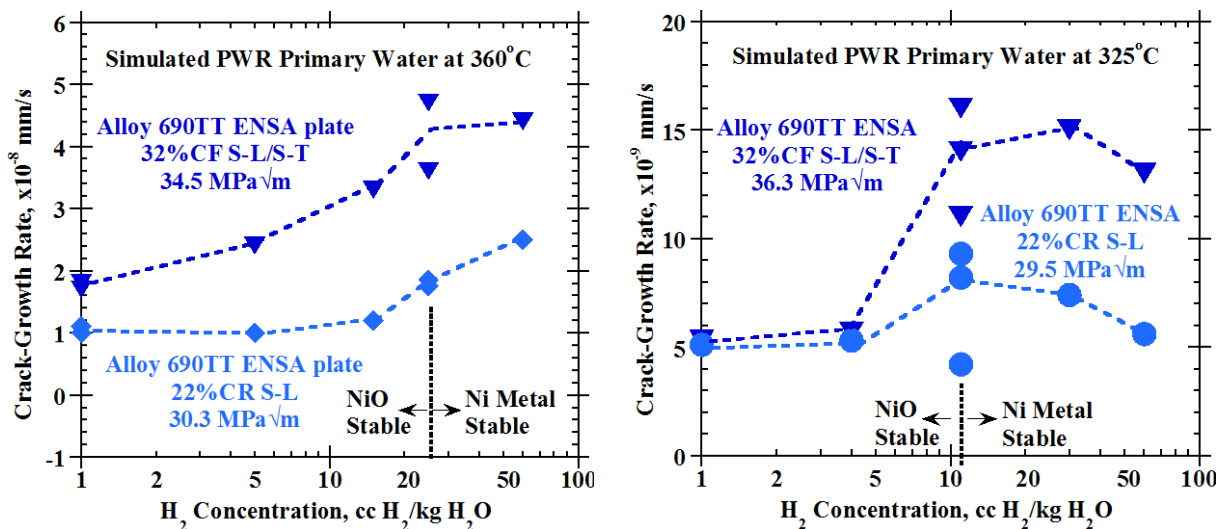 Crack-Growth Rate, x10⁻⁸ mm/s
6
5
4
3
2
1
0
-1
Simulated PWR Primary Water at 360°C
Alloy 690TT ENSA plate
32%CF S-L/S-T
34.5 MPa√m
Alloy 690TT ENSA plate
22%CR S-L
30.3 MPa√m
NiO
Stable
Ni Metal
Stable
1 2 5 10 20 50 100
H₂ Concentration, cc H₂/kg H₂O
Crack-Growth Rate, x10⁻⁹ mm/s
20
15
10
5
0
Simulated PWR Primary Water at 325°C
Alloy 690TT ENSA
32%CF S-L/S-T
36.3 MPa√m
Alloy 690TT ENSA
22%CR S-L
29.5 MPa√m
NiO
Stable
Ni Metal
Stable
1 2 5 10 20 50 100
H₂ Concentration, cc H₂/kg H₂O